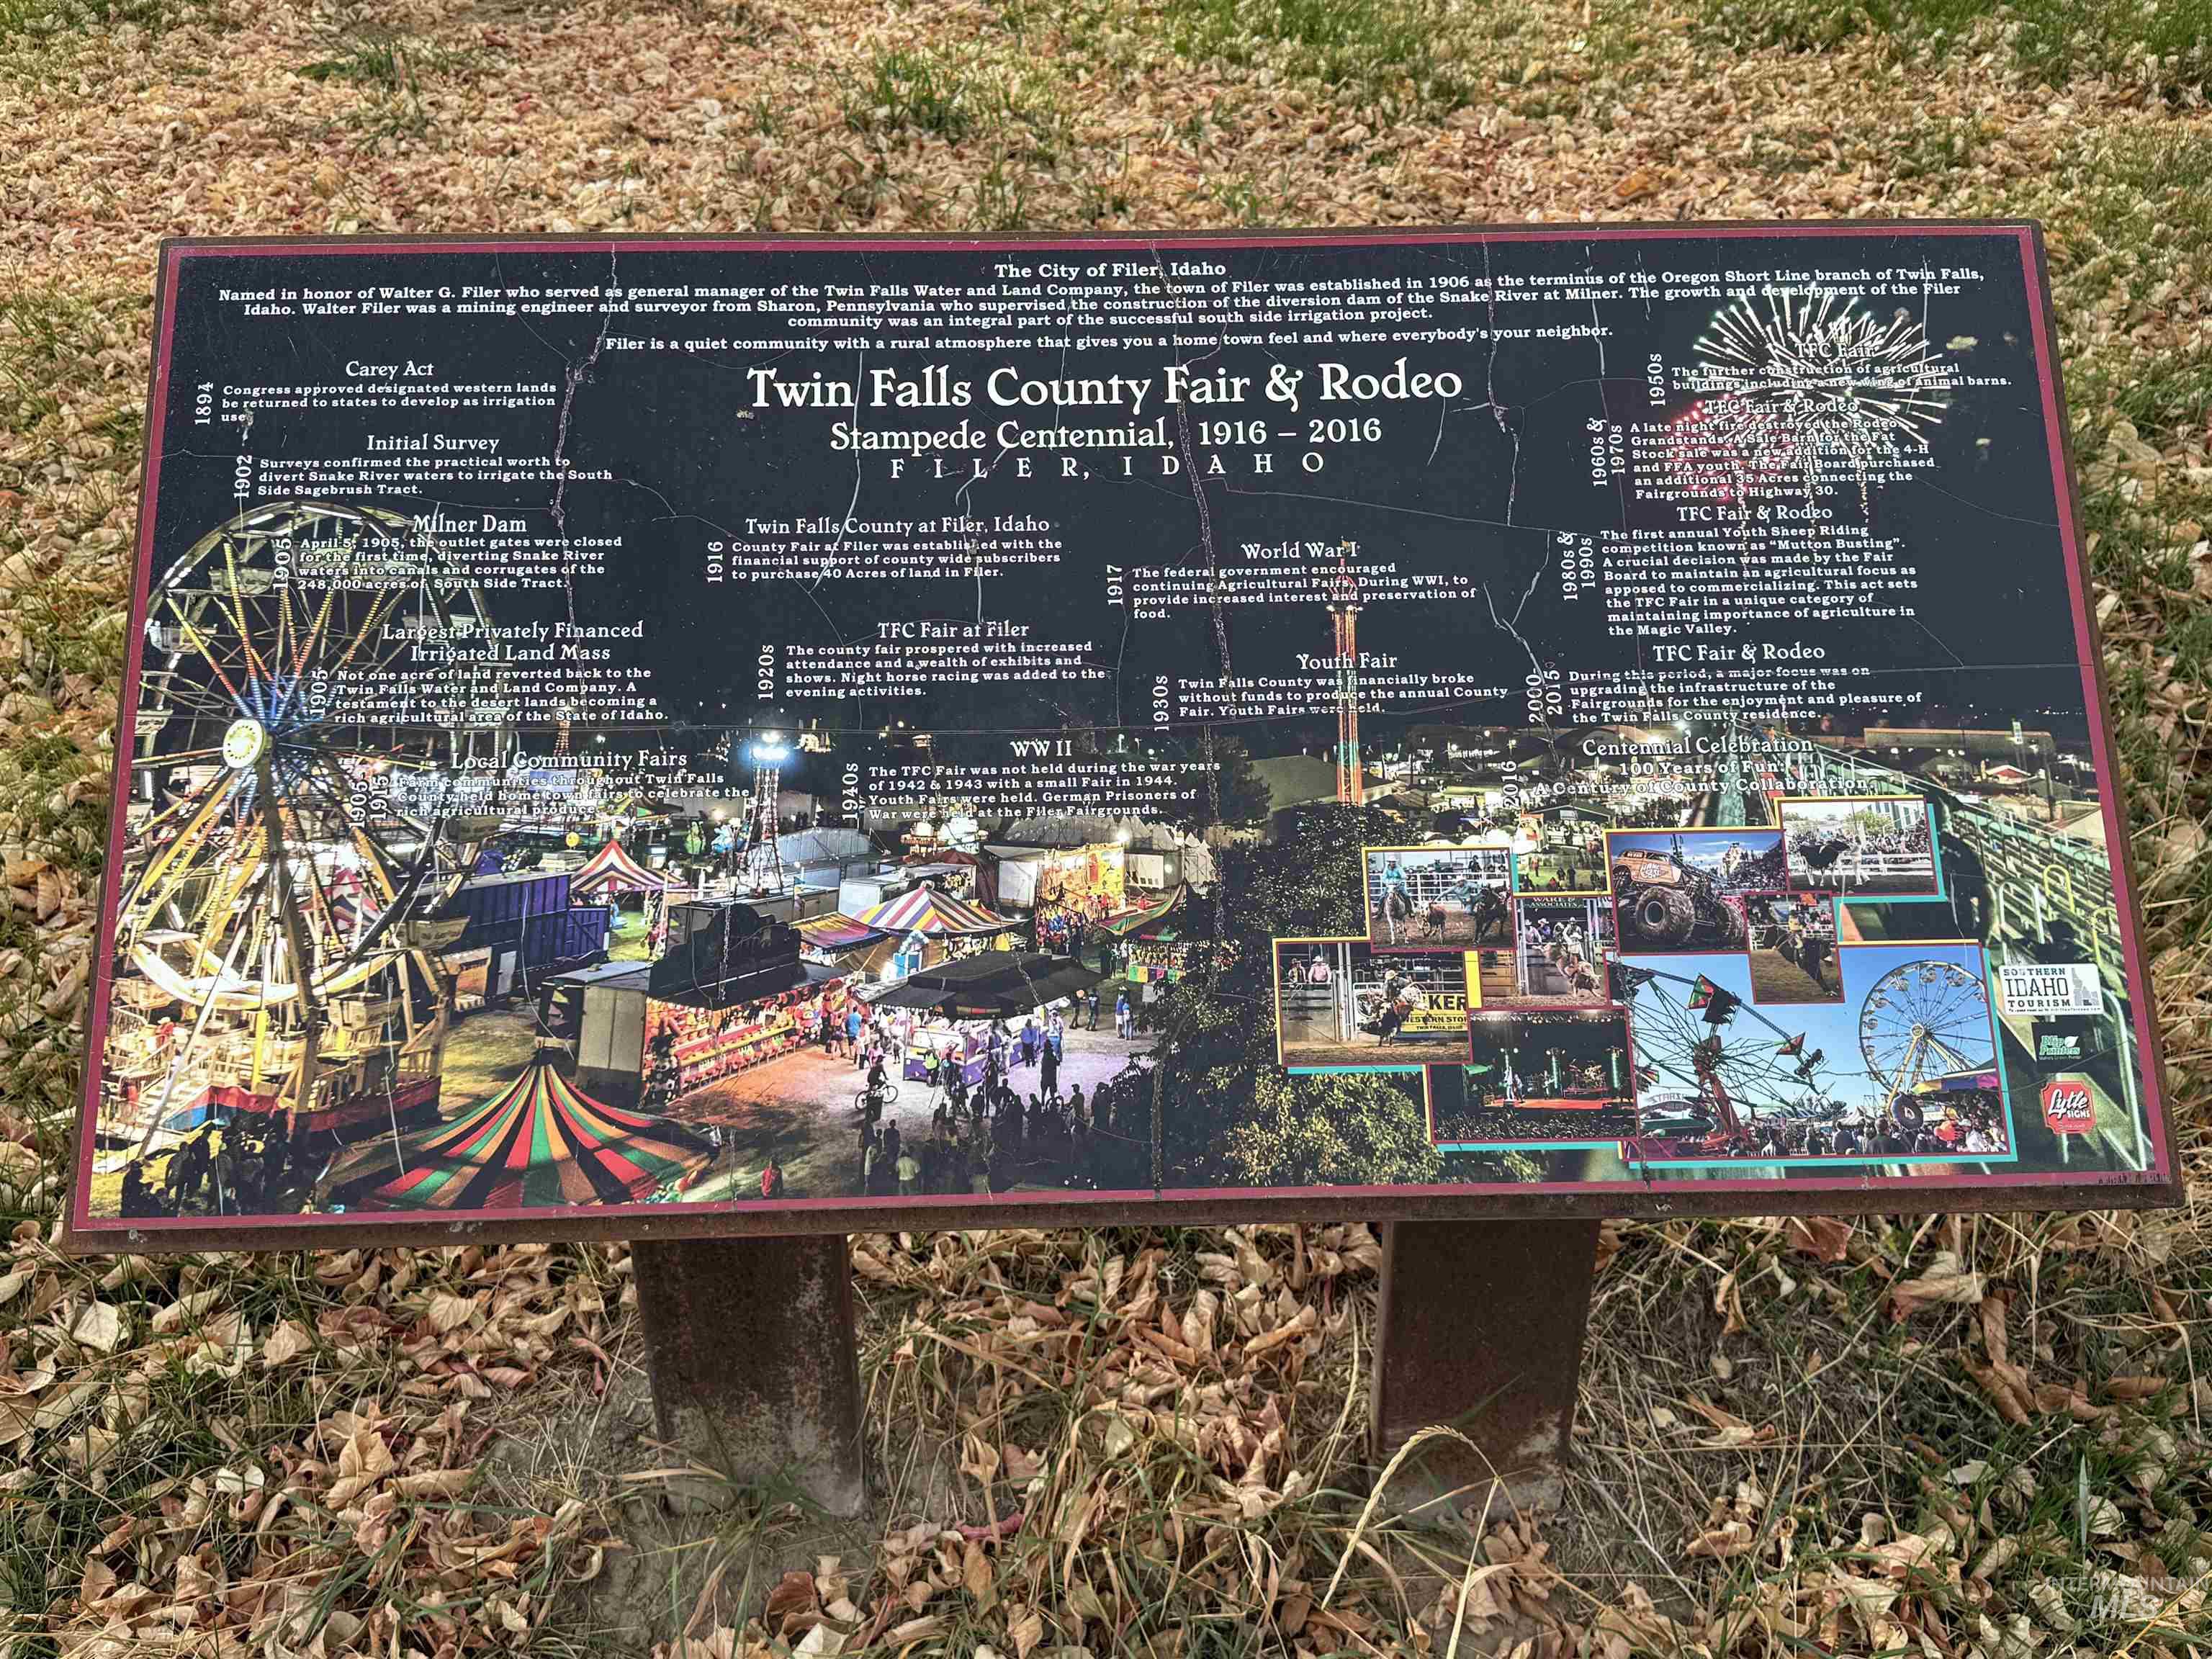 The City of Filer, Idaho
Named in honor of Walter G. Filer who served as general manager of the Twin Falls Water and Land Company, the town of Filer was established in 1906 as the terminus of the Oregon Short Line branch of Twin Falls,
Idaho. Walter Filer was a mining engineer and surveyor from Sharon, Pennsylvania who supervised the construction of the diversion dam of the Snake River at Milner. The growth and development of the Filer
community was an integral part of the successful south side irrigation project.
Filer is a quiet community with a rural atmosphere that gives you a home town feel and where everybody's your neighbor.
Twin Falls County Fair & Rodeo
Stampede Centennial, 1916 – 2016
FILER, IDAHO
1894
Carey Act
Congress approved designated western lands
be returned to states to develop as irrigation
use.
1902
Initial Survey
Surveys confirmed the practical worth to
divert Snake River waters to irrigate the South
Side Sagebrush Tract.
1905
Milner Dam
April 5, 1905, the outlet gates were closed
for the first time, diverting Snake River
waters into canals and corrugates of the
248,000 acres of South Side Tract.
1905
Largest Privately Financed
Irrigated Land Mass
Not one acre of land reverted back to the
Twin Falls Water and Land Company. A
testament to the desert lands becoming a
rich agricultural area of the State of Idaho.
1905-
Local Community Fairs
Farm communities throughout Twin Falls
County held home town fairs to celebrate the
rich agricultural produce.
1916
Twin Falls County at Filer, Idaho
County Fair at Filer was established with the
financial support of county wide subscribers
to purchase 40 Acres of land in Filer.
1917
World War I
The federal government encouraged
continuing Agricultural Fairs. During WWI, to
provide increased interest and preservation of
food.
1920s
TFC Fair at Filer
The county fair prospered with increased
attendance and a wealth of exhibits and
shows. Night horse racing was added to the
evening activities.
1930s
Youth Fair
Twin Falls County was financially broke
without funds to produce the annual County
Fair. Youth Fairs were held.
1940s
WW II
The TFC Fair was not held during the war years
of 1942 & 1943 with a small Fair in 1944.
Youth Fairs were held. German Prisoners of
War were held at the Filer Fairgrounds.
1950s
TFC Fair
The further construction of agricultural
buildings including a new wing of animal barns.
1960s &
1970s
TFC Fair & Rodeo
A late night fire destroyed the Rodeo
Grandstands. A Sale Barn for the Fat
Stock sale was a new addition for the 4-H
and FFA youth. The Fair Board purchased
an additional 35 Acres connecting the
Fairgrounds to Highway 30.
1980s &
1990s
TFC Fair & Rodeo
The first annual Youth Sheep Riding
competition known as “Mutton Busting”.
A crucial decision was made by the Fair
Board to maintain an agricultural focus as
apposed to commercializing. This act sets
the TFC Fair in a unique category of
maintaining importance of agriculture in
the Magic Valley.
2000-
2015
TFC Fair & Rodeo
During this period, a major focus was on
upgrading the infrastructure of the
Fairgrounds for the enjoyment and pleasure of
the Twin Falls County residence.
2016
Centennial Celebration
100 Years of Fun!
A Century of County Collaboration.
WARE &
ASSOCIATES
KER
WESTERN STO
SOUTHERN
IDAHO
TOURISM
Blip
Printers
Lytle
SIGNS
INTERMOUNTAIN
MLS